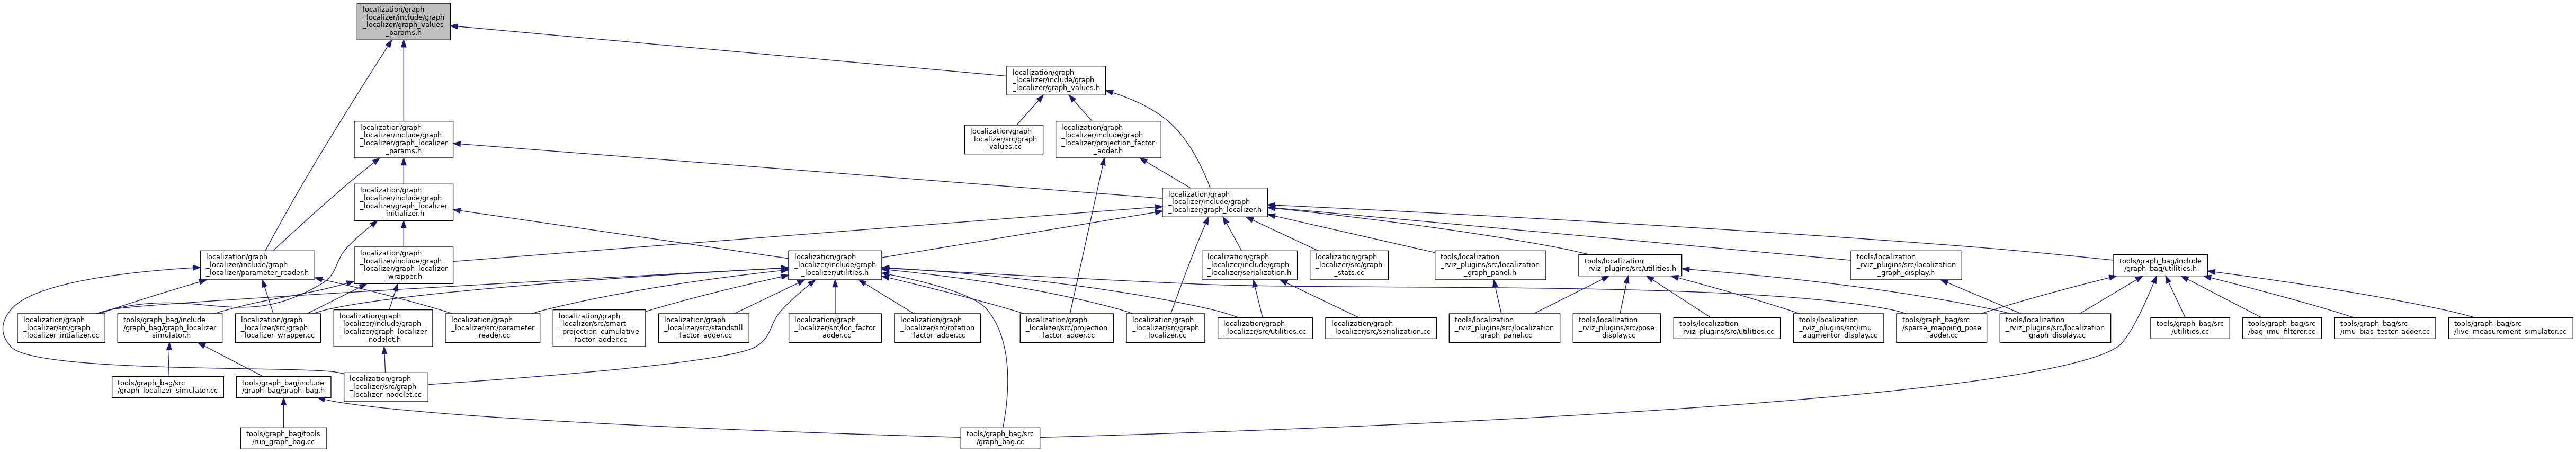 localization/graph
_localizer/include/graph
_localizer/graph_values
_params.h
localization/graph
_localizer/include/graph
_localizer/graph_values.h
localization/graph
_localizer/include/graph
_localizer/graph_localizer
_params.h
localization/graph
_localizer/src/graph
_values.cc
localization/graph
_localizer/include/graph
_localizer/projection_factor
_adder.h
localization/graph
_localizer/include/graph
_localizer/graph_localizer
_initializer.h
localization/graph
_localizer/include/graph
_localizer/graph_localizer.h
localization/graph
_localizer/include/graph
_localizer/parameter_reader.h
localization/graph
_localizer/include/graph
_localizer/graph_localizer
_wrapper.h
localization/graph
_localizer/include/graph
_localizer/utilities.h
localization/graph
_localizer/include/graph
_localizer/serialization.h
localization/graph
_localizer/src/graph
_stats.cc
tools/localization
_rviz_plugins/src/localization
_graph_panel.h
tools/localization
_rviz_plugins/src/utilities.h
tools/localization
_rviz_plugins/src/localization
_graph_display.h
tools/graph_bag/include
/graph_bag/utilities.h
localization/graph
_localizer/src/graph
_localizer_intializer.cc
tools/graph_bag/include
/graph_bag/graph_localizer
_simulator.h
localization/graph
_localizer/src/graph
_localizer_wrapper.cc
localization/graph
_localizer/include/graph
_localizer/graph_localizer
_nodelet.h
localization/graph
_localizer/src/parameter
_reader.cc
localization/graph
_localizer/src/smart
_projection_cumulative
_factor_adder.cc
localization/graph
_localizer/src/standstill
_factor_adder.cc
localization/graph
_localizer/src/loc_factor
_adder.cc
localization/graph
_localizer/src/rotation
_factor_adder.cc
localization/graph
_localizer/src/projection
_factor_adder.cc
localization/graph
_localizer/src/graph
_localizer.cc
localization/graph
_localizer/src/utilities.cc
localization/graph
_localizer/src/serialization.cc
tools/localization
_rviz_plugins/src/localization
_graph_panel.cc
tools/localization
_rviz_plugins/src/pose
_display.cc
tools/localization
_rviz_plugins/src/utilities.cc
tools/localization
_rviz_plugins/src/imu
_augmentor_display.cc
tools/graph_bag/src
/sparse_mapping_pose
_adder.cc
tools/localization
_rviz_plugins/src/localization
_graph_display.cc
tools/graph_bag/src
/utilities.cc
tools/graph_bag/src
/bag_imu_filterer.cc
tools/graph_bag/src
/imu_bias_tester_adder.cc
tools/graph_bag/src
/live_measurement_simulator.cc
tools/graph_bag/src
/graph_localizer_simulator.cc
tools/graph_bag/include
/graph_bag/graph_bag.h
localization/graph
_localizer/src/graph
_localizer_nodelet.cc
tools/graph_bag/tools
/run_graph_bag.cc
tools/graph_bag/src
/graph_bag.cc